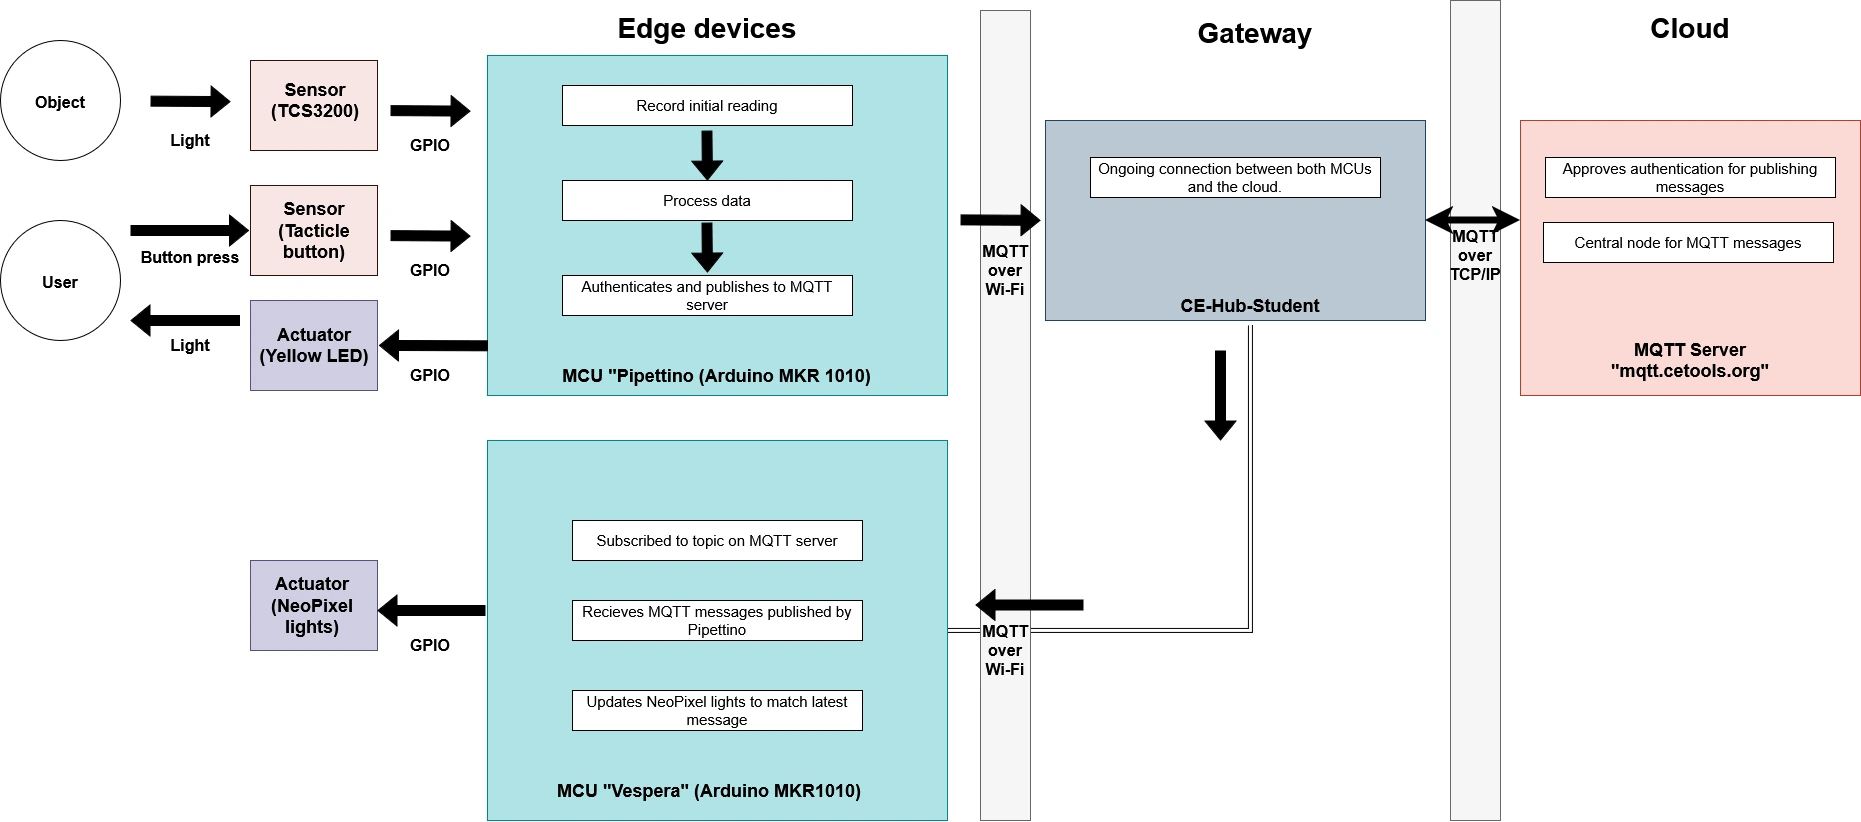 Edge devices
Gateway
Cloud
Object
Light
Sensor
(TCS3200)
GPIO
User
Button press
Sensor
(Tacticle
button)
GPIO
Light
Actuator
(Yellow LED)
GPIO
Record initial reading
Process data
Authenticates and publishes to MQTT
server
MCU "Pipettino (Arduino MKR 1010)
MQTT
over
Wi-Fi
Ongoing connection between both MCUs
and the cloud.
CE-Hub-Student
MQTT
over
TCP/IP
Approves authentication for publishing
messages
Central node for MQTT messages
MQTT Server
"mqtt.cetools.org"
Actuator
(NeoPixel
lights)
GPIO
Subscribed to topic on MQTT server
Recieves MQTT messages published by
Pipettino
Updates NeoPixel lights to match latest
message
MCU "Vespera" (Arduino MKR1010)
MQTT
over
Wi-Fi